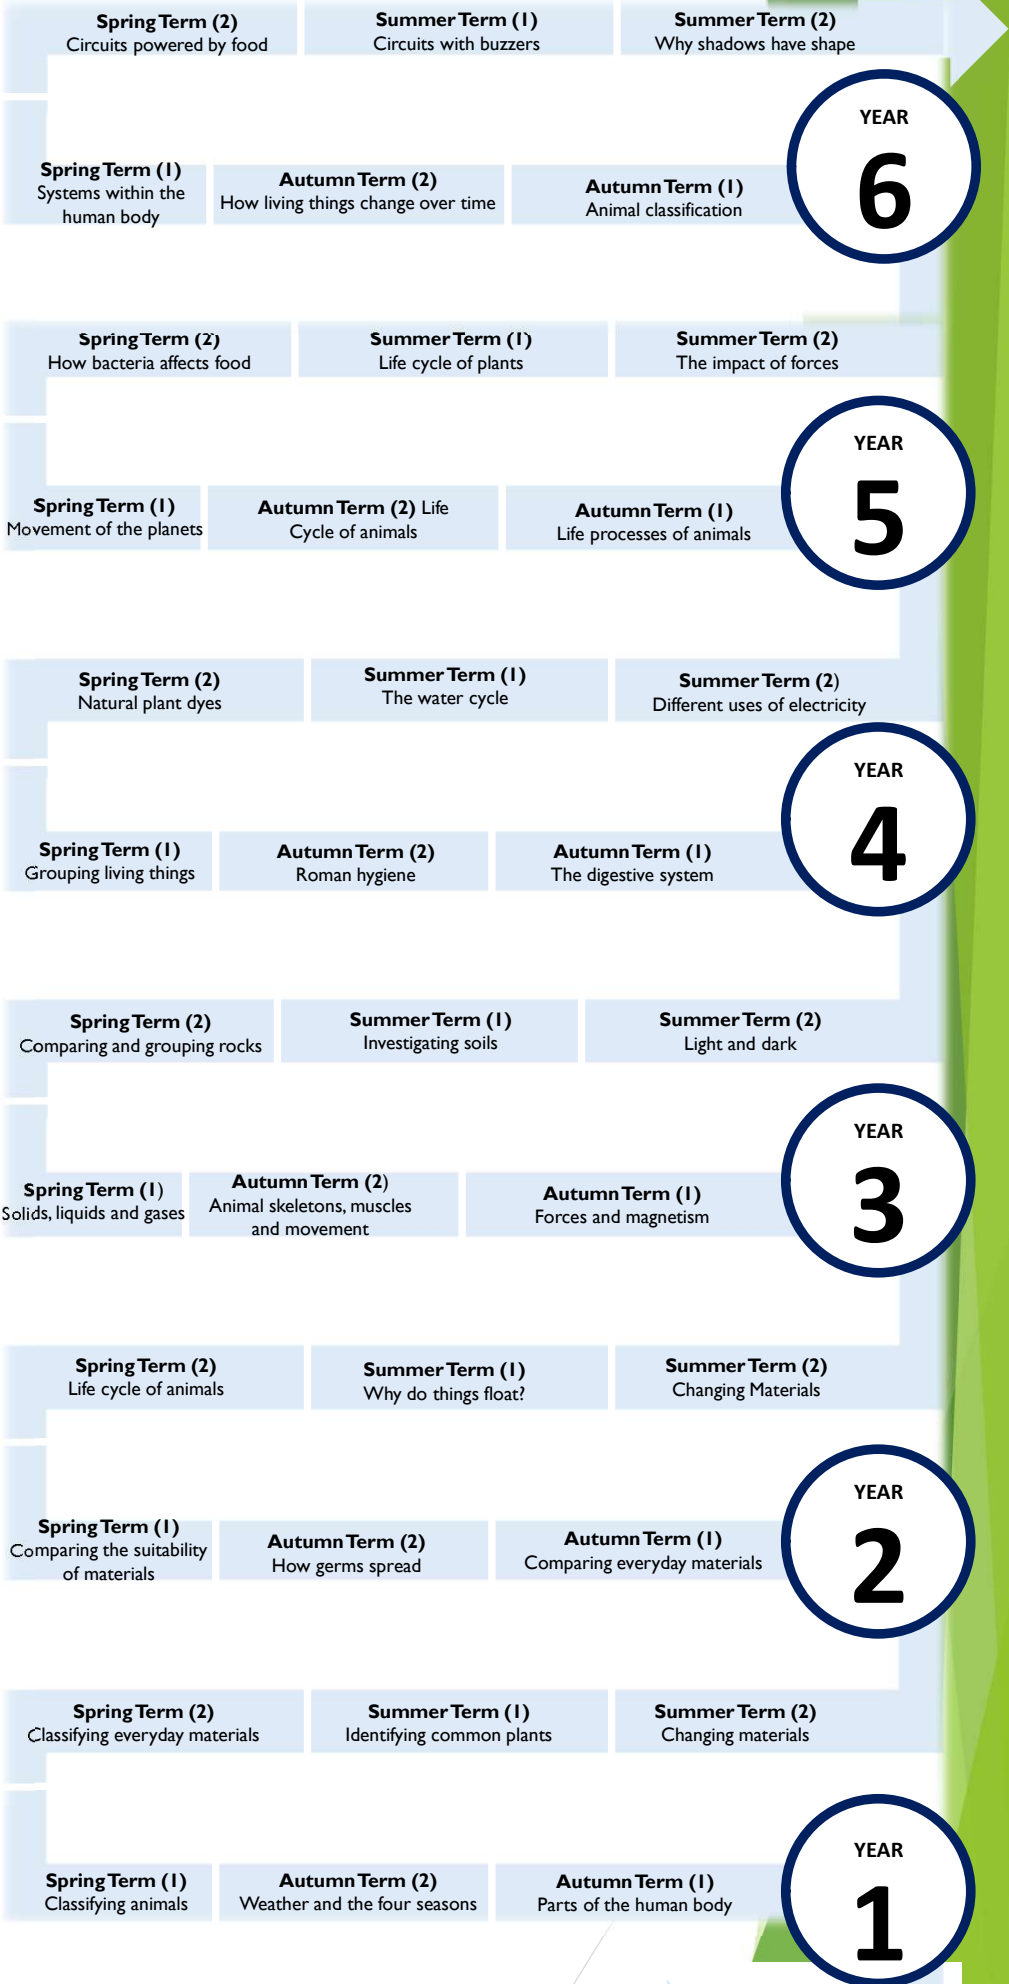 Spring Term (2)
Circuits powered by food
Summer Term (1)
Circuits with buzzers
Summer Term (2)
Why shadows have shape
YEAR
6
Spring Term (1)
Systems within the
human body
Autumn Term (2)
How living things change over time
Autumn Term (1)
Animal classification
Spring Term (2)
How bacteria affects food
Summer Term (1)
Life cycle of plants
Summer Term (2)
The impact of forces
YEAR
5
Spring Term (1)
Movement of the planets
Autumn Term (2) Life
Cycle of animals
Autumn Term (1)
Life processes of animals
Spring Term (2)
Natural plant dyes
Summer Term (1)
The water cycle
Summer Term (2)
Different uses of electricity
YEAR
4
Spring Term (1)
Grouping living things
Autumn Term (2)
Roman hygiene
Autumn Term (1)
The digestive system
Spring Term (2)
Comparing and grouping rocks
Summer Term (1)
Investigating soils
Summer Term (2)
Light and dark
YEAR
3
Spring Term (1)
Solids, liquids and gases
Autumn Term (2)
Animal skeletons, muscles
and movement
Autumn Term (1)
Forces and magnetism
Spring Term (2)
Life cycle of animals
Summer Term (1)
Why do things float?
Summer Term (2)
Changing Materials
YEAR
2
Spring Term (1)
Comparing the suitability
of materials
Autumn Term (2)
How germs spread
Autumn Term (1)
Comparing everyday materials
Spring Term (2)
Classifying everyday materials
Summer Term (1)
Identifying common plants
Summer Term (2)
Changing materials
YEAR
1
Spring Term (1)
Classifying animals
Autumn Term (2)
Weather and the four seasons
Autumn Term (1)
Parts of the human body